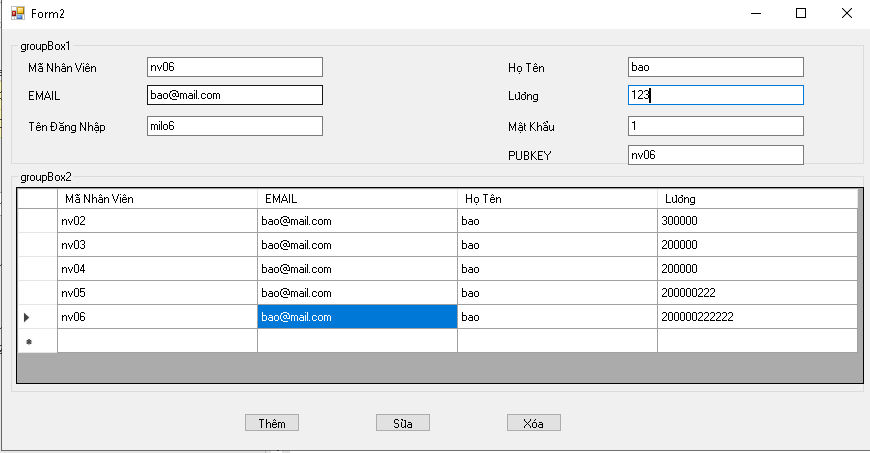 Form2
groupBox1
Mã Nhân Viên nv06 Họ Tên bao
EMAIL bao@mail.com Lương 123
Tên Đăng Nhập milo6 Mật Khẩu 1
PUBKEY nv06
groupBox2
Mã Nhân Viên EMAIL Họ Tên Lương
nv02 bao@mail.com bao 300000
nv03 bao@mail.com bao 200000
nv04 bao@mail.com bao 200000
nv05 bao@mail.com bao 200000222
nv06 bao@mail.com bao 200000222222
Thêm Sửa Xóa